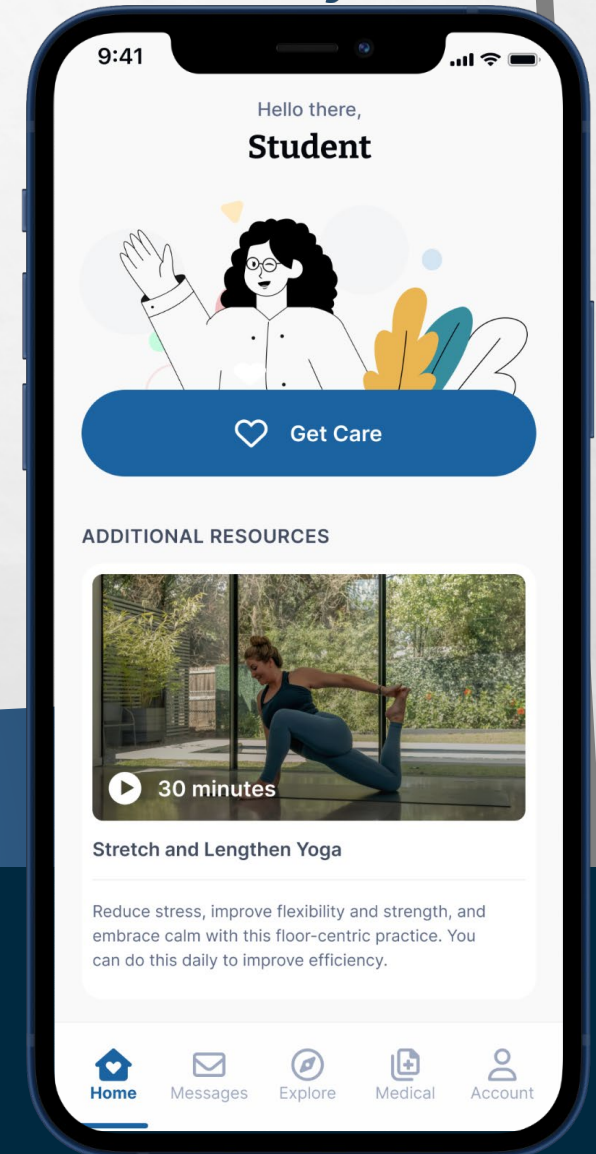 9:41
Hello there,
Student
Get Care
ADDITIONAL RESOURCES
30 minutes
Stretch and Lengthen Yoga
Reduce stress, improve flexibility and strength, and
embrace calm with this floor-centric practice. You
can do this daily to improve efficiency.
Home
Messages
Explore
Medical
Account